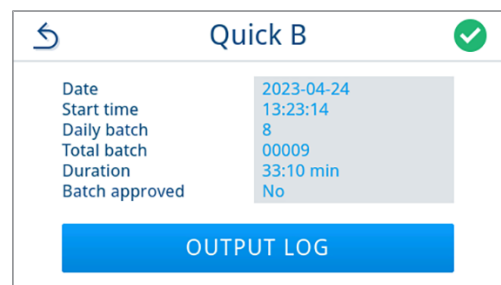 Quick B
Date 2023-04-24
Start time 13:23:14
Daily batch 8
Total batch 00009
Duration 33:10 min
Batch approved No
OUTPUT LOG